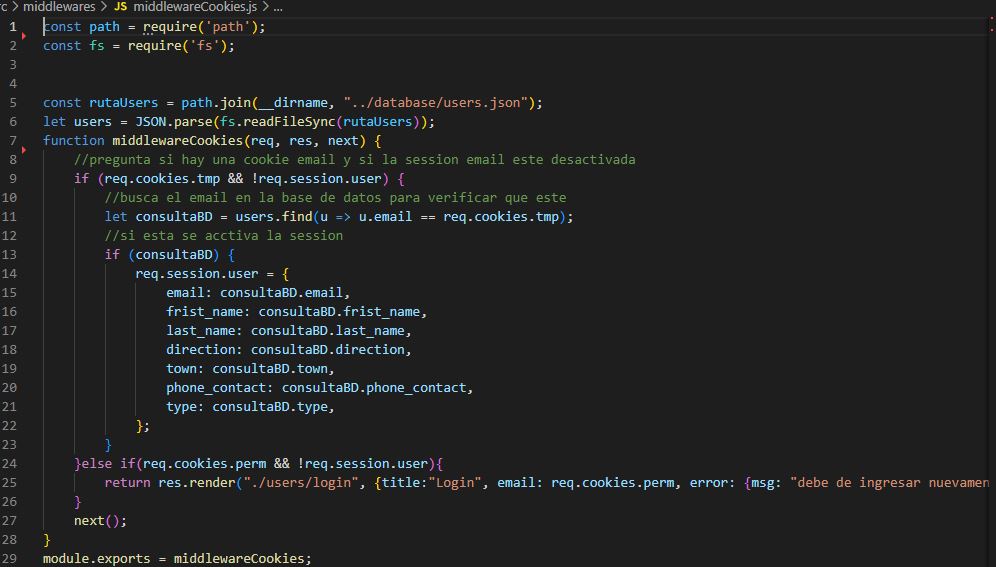 rc > middlewares > JS middlewareCookies.js > ...
1 const path = require('path');
2 const fs = require('fs');
3
4
5 const rutaUsers = path.join(__dirname, "../database/users.json");
6 let users = JSON.parse(fs.readFileSync(rutaUsers));
7 function middlewareCookies(req, res, next) {
8 //pregunta si hay una cookie email y si la session email este desactivada
9 if (req.cookies.tmp && !req.session.user) {
10 //busca el email en la base de datos para verificar que este
11 let consultaBD = users.find(u => u.email == req.cookies.tmp);
12 //si esta se acctiva la session
13 if (consultaBD) {
14 req.session.user = {
15 email: consultaBD.email,
16 frist_name: consultaBD.frist_name,
17 last_name: consultaBD.last_name,
18 direction: consultaBD.direction,
19 town: consultaBD.town,
20 phone_contact: consultaBD.phone_contact,
21 type: consultaBD.type,
22 };
23 }
24 }else if(req.cookies.perm && !req.session.user){
25 return res.render("./users/login", {title:"Login", email: req.cookies.perm, error: {msg: "debe de ingresar nuevamen
26 }
27 next();
28 }
29 module.exports = middlewareCookies;